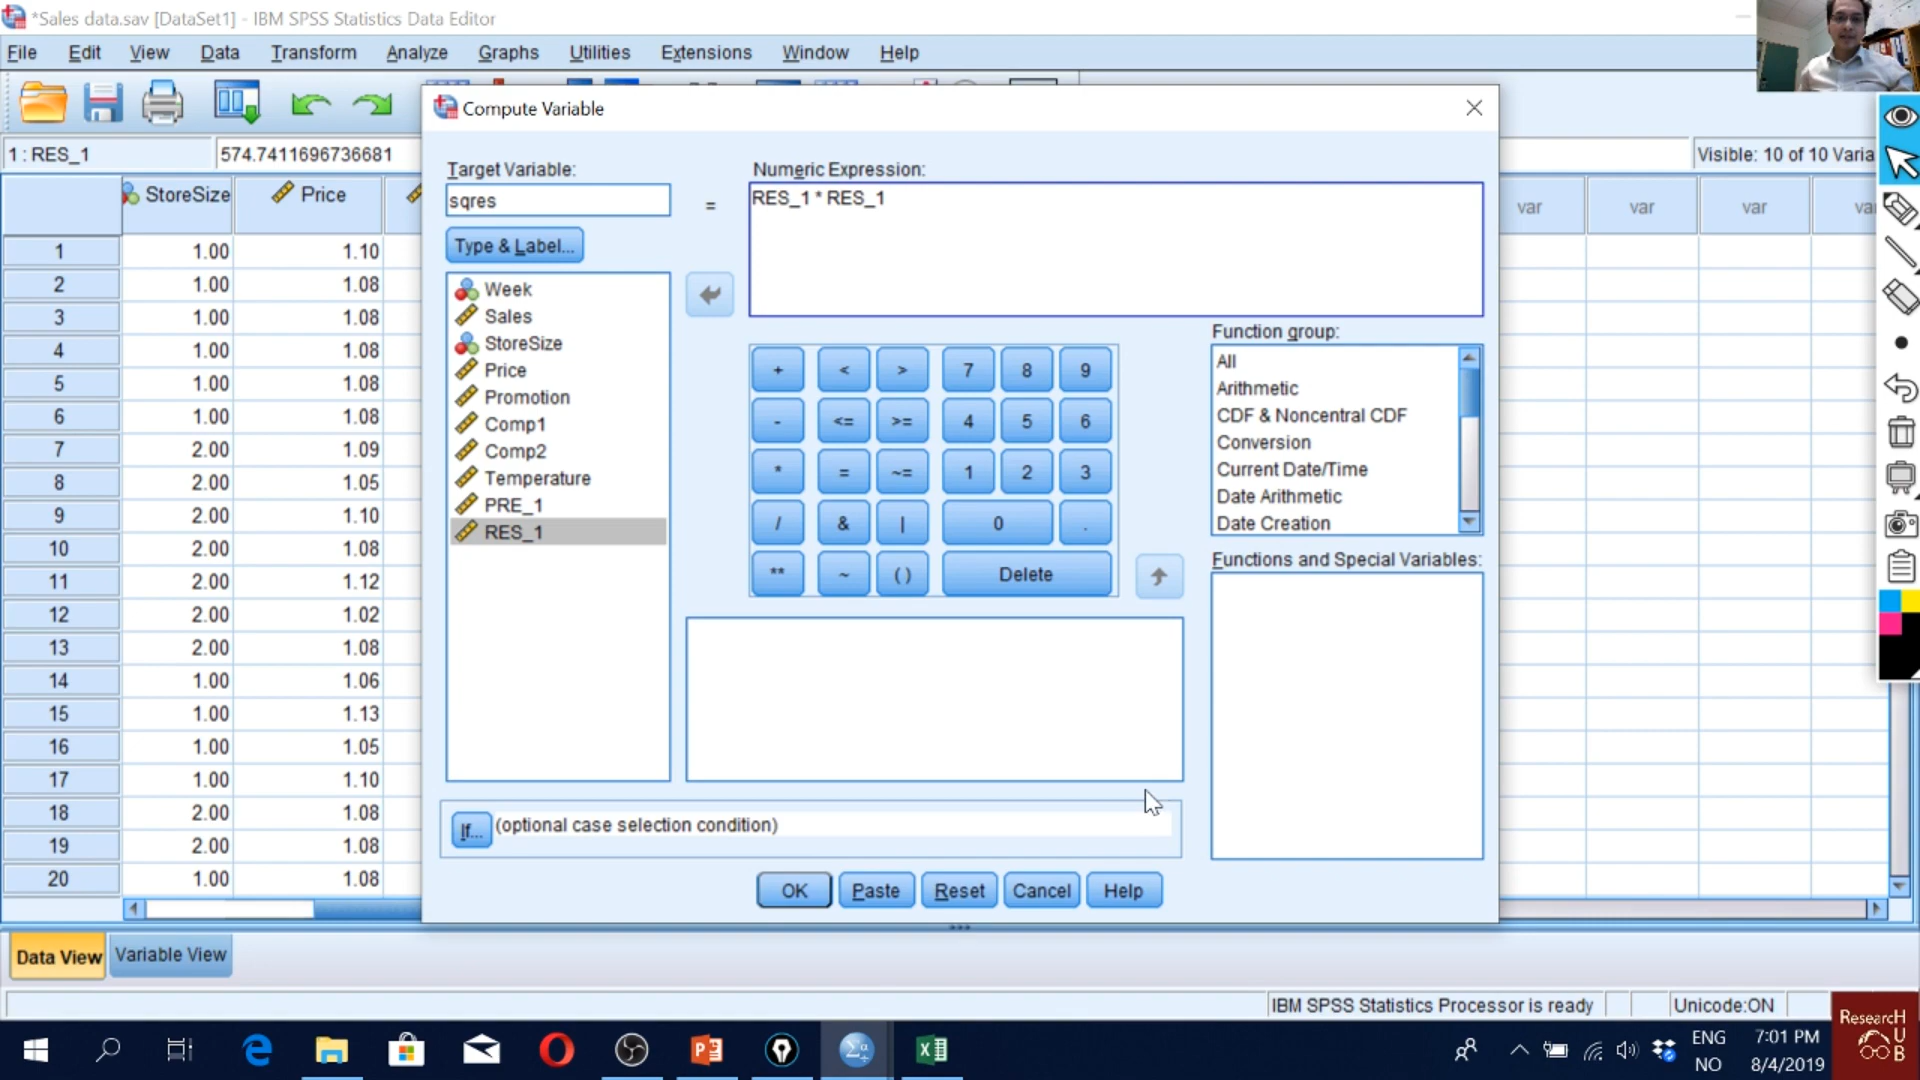 *Sales data.sav [DataSet1] - IBM SPSS Statistics Data Editor
File Edit View Data Transform Analyze Graphs Utilities Extensions Window Help
Compute Variable
1 : RES_1 574.7411696736681
Visible: 10 of 10 Varia
Target Variable:
sqres
=
Numeric Expression:
RES_1 * RES_1
Type & Label...
StoreSize Price
var var var va
1 1.00 1.10
2 1.00 1.08
3 1.00 1.08
4 1.00 1.08
5 1.00 1.08
6 1.00 1.08
7 2.00 1.09
8 2.00 1.05
9 2.00 1.10
10 2.00 1.08
11 2.00 1.12
12 2.00 1.02
13 2.00 1.08
14 1.00 1.06
15 1.00 1.13
16 1.00 1.05
17 1.00 1.10
18 2.00 1.08
19 2.00 1.08
20 1.00 1.08
Week
Sales
StoreSize
Price
Promotion
Comp1
Comp2
Temperature
PRE_1
RES_1
+ < > 7 8 9
- <= >= 4 5 6
* = ~= 1 2 3
/ & | 0 .
** ~ ( ) Delete
Function group:
All
Arithmetic
CDF & Noncentral CDF
Conversion
Current Date/Time
Date Arithmetic
Date Creation
Functions and Special Variables:
If... (optional case selection condition)
OK Paste Reset Cancel Help
Data View Variable View
IBM SPSS Statistics Processor is ready Unicode:ON
ResearcH
U
B
ENG
NO
7:01 PM
8/4/2019